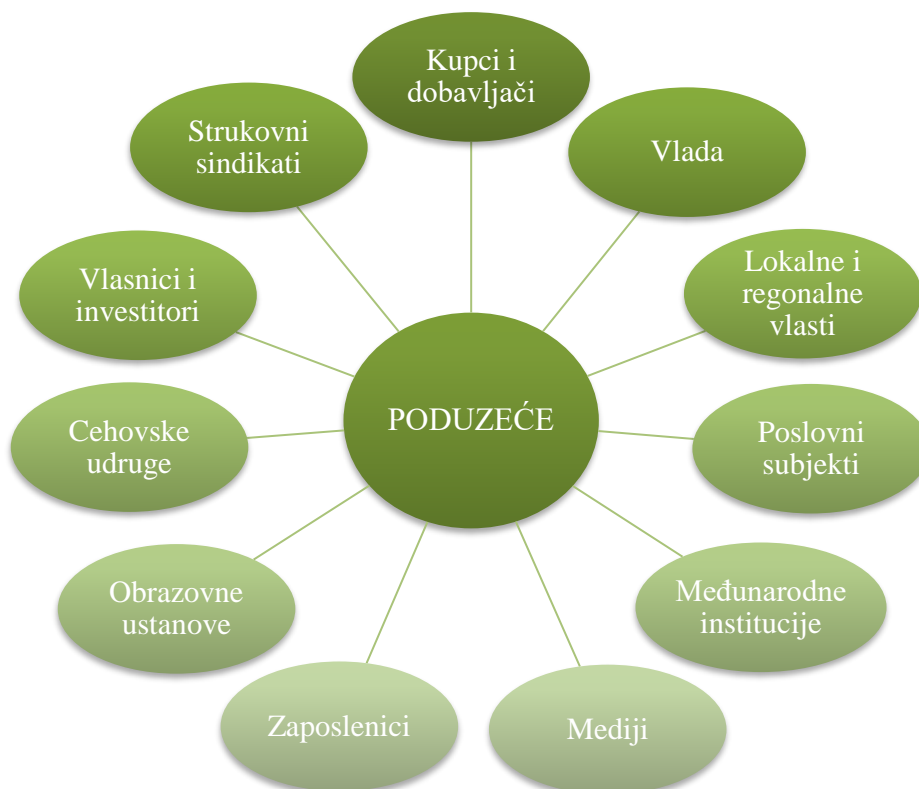 Kupci i
dobavljači
Vlada
Lokalne i
regonalne
vlasti
Poslovni
subjekti
Međunarodne
institucije
Mediji
Zaposlenici
Obrazovne
ustanove
Cehovske
udruge
Vlasnici i
investitori
Strukovni
sindikati
PODUZEĆE